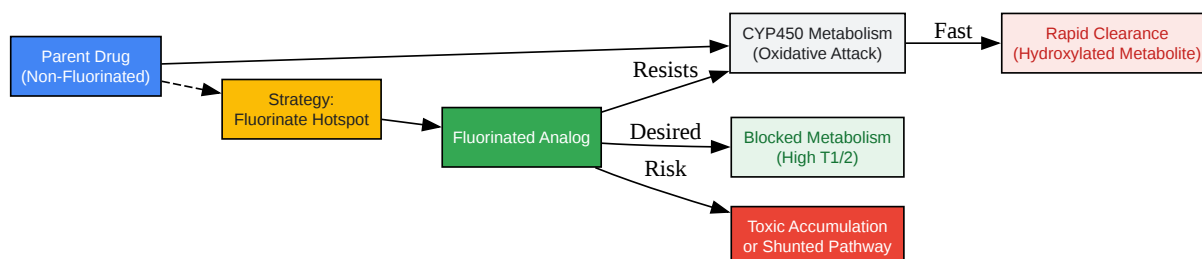 Parent Drug
(Non-Fluorinated)
Strategy:
Fluorinate Hotspot
Fluorinated Analog
Resists
Desired
Risk
CYP450 Metabolism
(Oxidative Attack)
Fast
Rapid Clearance
(Hydroxylated Metabolite)
Blocked Metabolism
(High T1/2)
Toxic Accumulation
or Shunted Pathway